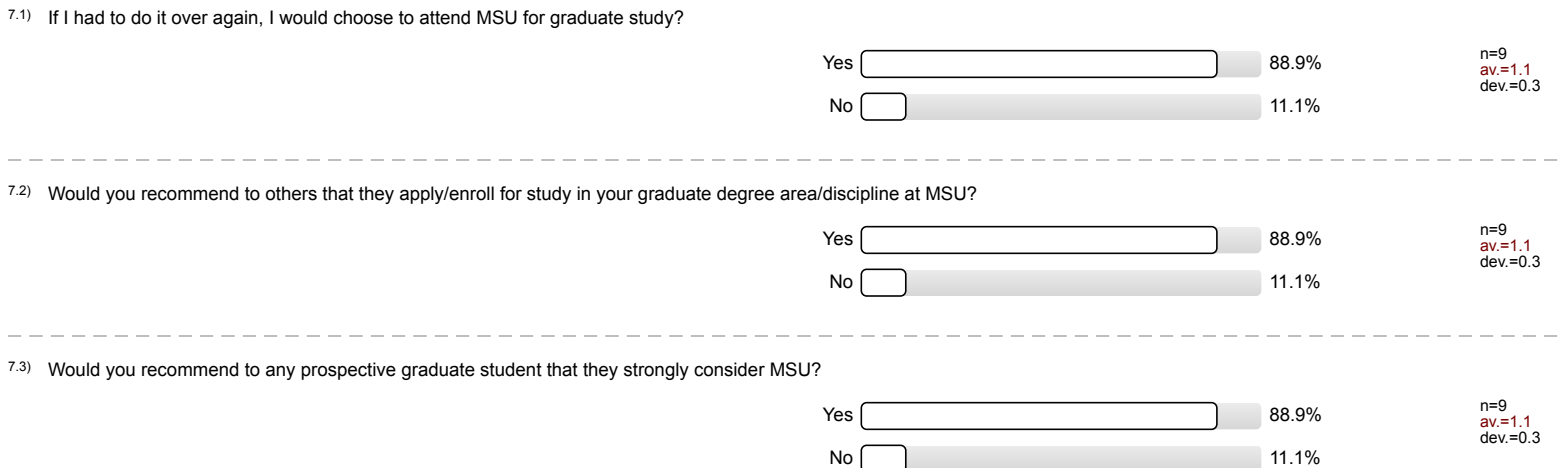 7.1) If I had to do it over again, I would choose to attend MSU for graduate study?
Yes 88.9%
No 11.1%
n=9
av.=1.1
dev.=0.3
7.2) Would you recommend to others that they apply/enroll for study in your graduate degree area/discipline at MSU?
Yes 88.9%
No 11.1%
n=9
av.=1.1
dev.=0.3
7.3) Would you recommend to any prospective graduate student that they strongly consider MSU?
Yes 88.9%
No 11.1%
n=9
av.=1.1
dev.=0.3